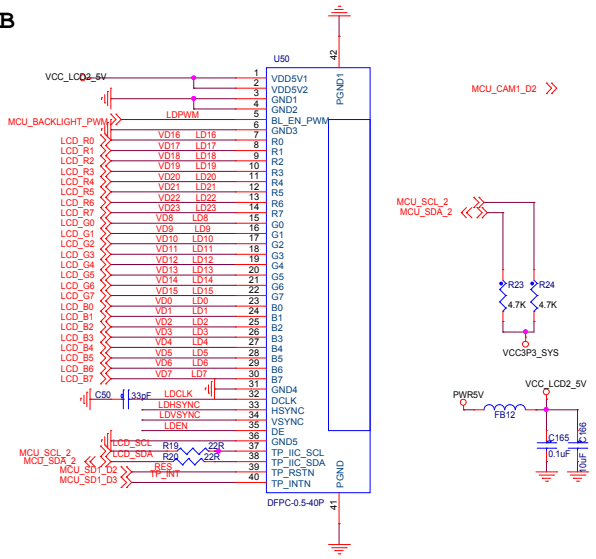 B
U50
42
PGND1
VCC_LCD2_5V
1 VDD5V1
2 VDD5V2
3 GND1
4 GND2
MCU_BACKLIGHT_PWM LDPWM 5 BL_EN_PWM
6 GND3
LCD_R0 VD16 LD16 7 R0
LCD_R1 VD17 LD17 8 R1
LCD_R2 VD18 LD18 9 R2
LCD_R3 VD19 LD19 10 R3
LCD_R4 VD20 LD20 11 R4
LCD_R5 VD21 LD21 12 R5
LCD_R6 VD22 LD22 13 R6
LCD_R7 VD23 LD23 14 R7
LCD_G0 VD8 LD8 15 G0
LCD_G1 VD9 LD9 16 G1
LCD_G2 VD10 LD10 17 G2
LCD_G3 VD11 LD11 18 G3
LCD_G4 VD12 LD12 19 G4
LCD_G5 VD13 LD13 20 G5
LCD_G6 VD14 LD14 21 G6
LCD_G7 VD15 LD15 22 G7
LCD_B0 VD0 LD0 23 B0
LCD_B1 VD1 LD1 24 B1
LCD_B2 VD2 LD2 25 B2
LCD_B3 VD3 LD3 26 B3
LCD_B4 VD4 LD4 27 B4
LCD_B5 VD5 LD5 28 B5
LCD_B6 VD6 LD6 29 B6
LCD_B7 VD7 LD7 30 B7
31 GND4
C50 33pF LDCLK 32 DCLK
LDHSYNC 33 HSYNC
LDVSYNC 34 VSYNC
LDEN 35 DE
36 GND5
MCU_SCL_2 LCD_SCL R19 22R 37 TP_IIC_SCL
MCU_SDA_2 LCD_SDA R20 22R 38 TP_IIC_SDA
MCU_SD1_D2 RES 39 TP_RSTN
MCU_SD1_D3 TP_INT 40 TP_INTN
PGND
41
DFPC-0.5-40P
MCU_CAM1_D2
MCU_SCL_2
MCU_SDA_2
R23 R24
4.7K 4.7K
VCC3P3_SYS
PWR5V VCC_LCD2_5V
FB12
C165 C166
0.1uF 10uF